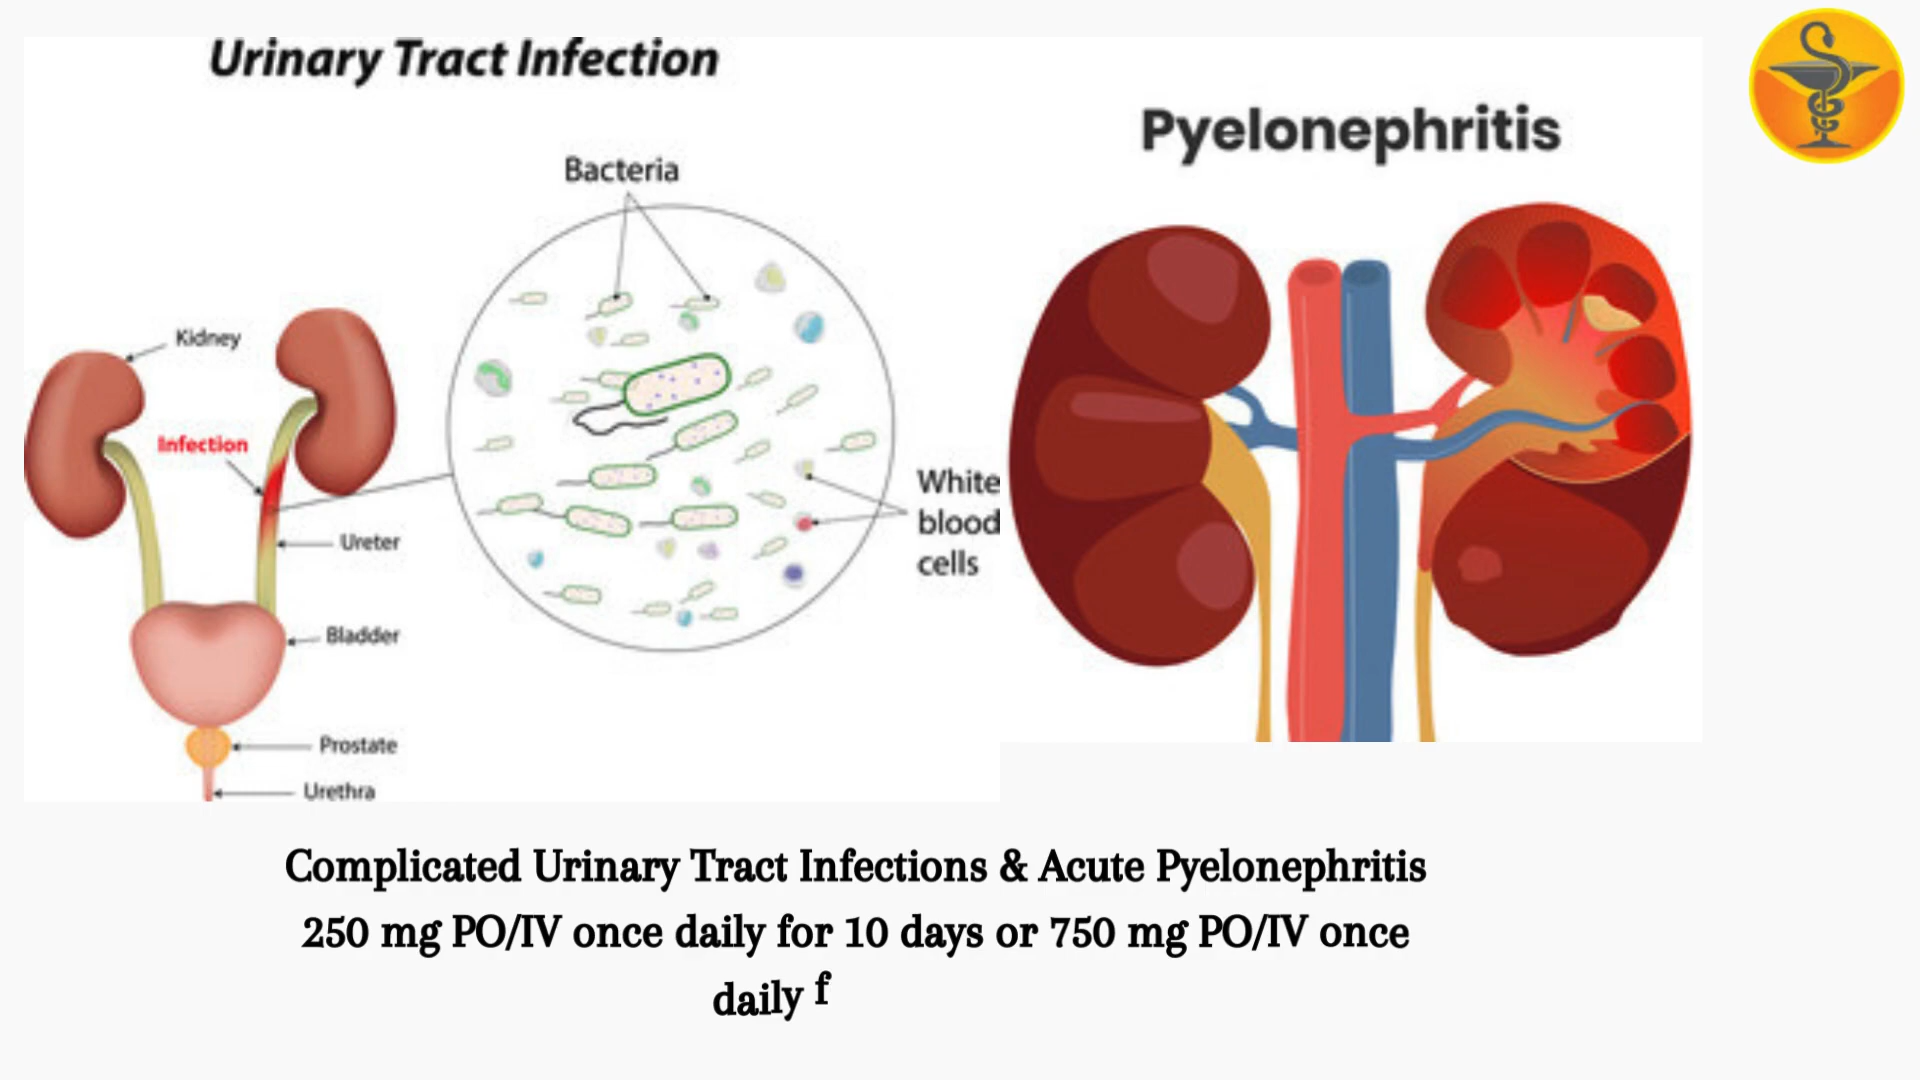 Urinary Tract Infection
Bacteria
Kidney
Infection
Ureter
Bladder
Prostate
Urethra
White
blood
cells
Pyelonephritis
Complicated Urinary Tract Infections & Acute Pyelonephritis
250 mg PO/IV once daily for 10 days or 750 mg PO/IV once
daily f